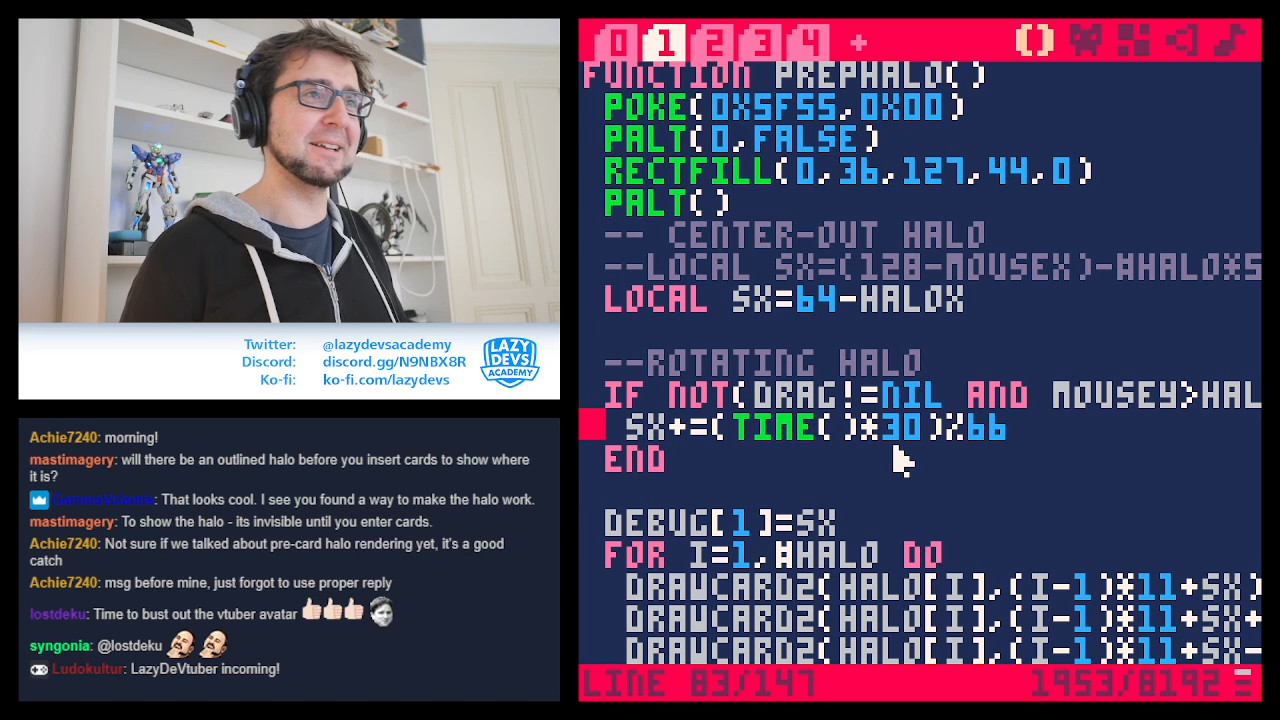 Twitter: @lazydevsacademy
Discord: discord.gg/N9NBX8R
Ko-fi: ko-fi.com/lazydevs
LAZY
DEVS
ACADEMY
Achie7240: morning!
mastimagery: will there be an outlined halo before you insert cards to show where
it is?
: That looks cool. I see you found a way to make the halo work.
mastimagery: To show the halo - its invisible until you enter cards.
Achie7240: Not sure if we talked about pre-card halo rendering yet, it's a good
catch
Achie7240: msg before mine, just forgot to use proper reply
lostdeku: Time to bust out the vtuber avatar
syngonia: @lostdeku
Ludokultur: LazyDeVtuber incoming!
0 1 2 3 4 +
FUNCTION PREPHALO()
POKE(0X5F55,0X00)
PALT(0,FALSE)
RECTFILL(0,36,127,44,0)
PALT()
-- CENTER-OUT HALO
--LOCAL SX=(128-MOUSEX)-#HALO*5
LOCAL SX=64-HALOX
--ROTATING HALO
IF NOT(DRAG!=NIL AND MOUSEY>HAL
SX+=(TIME()*30)%66
END
DEBUG[1]=SX
FOR I=1,#HALO DO
DRAWCARD2(HALO[I],(I-1)*11+SX)
DRAWCARD2(HALO[I],(I-1)*11+SX+
DRAWCARD2(HALO[I],(I-1)*11+SX-
LINE 83/147 1953/8192